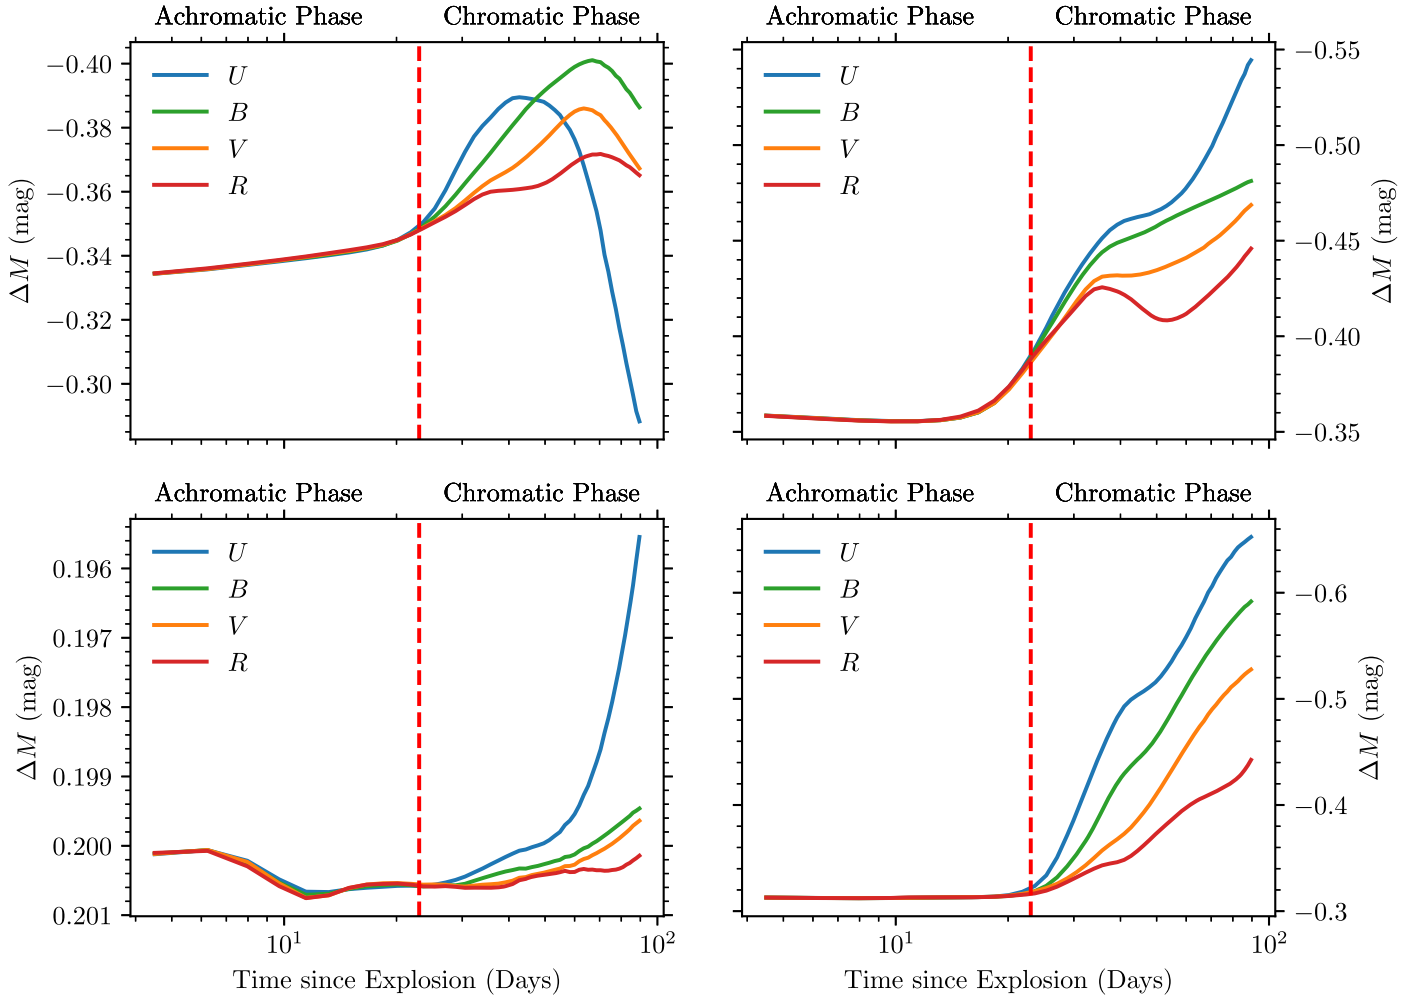 Achromatic Phase Chromatic Phase
−0.40
−0.38
−0.36
−0.34
−0.32
−0.30
ΔM (mag)
U
B
V
R
Achromatic Phase Chromatic Phase
U
B
V
R
−0.55
−0.50
−0.45
−0.40
−0.35
ΔM (mag)
Achromatic Phase Chromatic Phase
0.196
0.197
0.198
0.199
0.200
0.201
ΔM (mag)
U
B
V
R
10¹ 10²
Time since Explosion (Days)
Achromatic Phase Chromatic Phase
U
B
V
R
−0.6
−0.5
−0.4
−0.3
ΔM (mag)
10¹ 10²
Time since Explosion (Days)